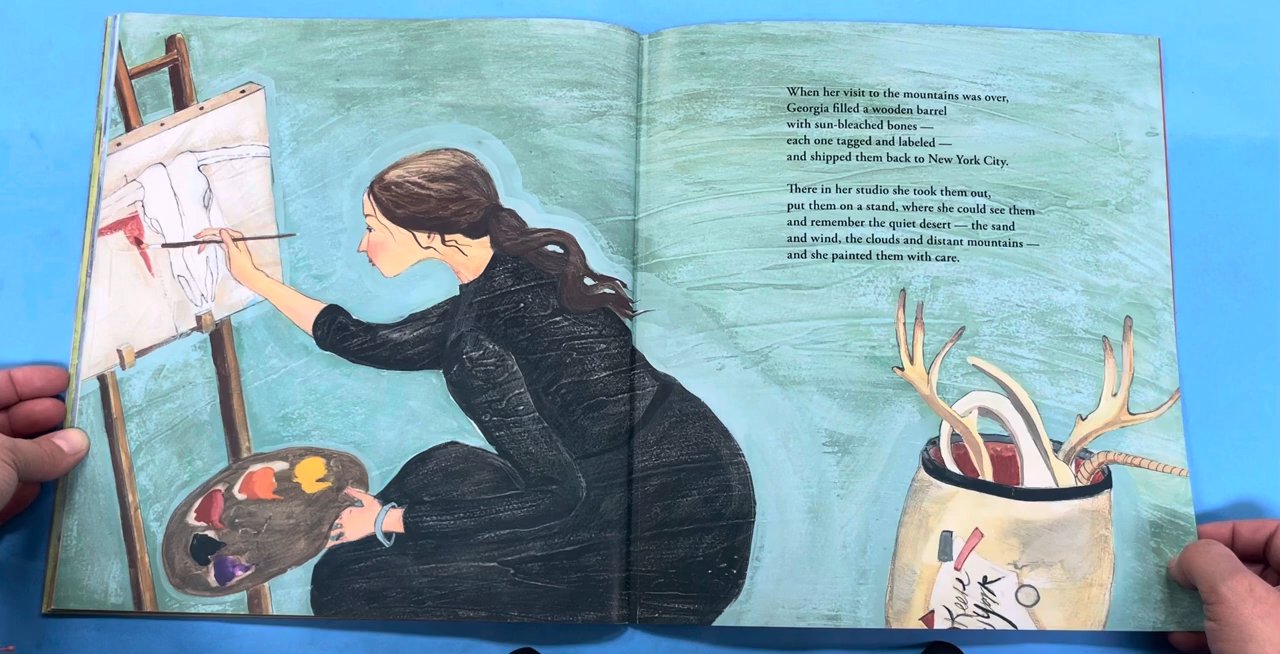 When her visit to the mountains was over,
Georgia filled a wooden barrel
with sun-bleached bones —
each one tagged and labeled —
and shipped them back to New York City.
There in her studio she took them out,
put them on a stand, where she could see them
and remember the quiet desert — the sand
and wind, the clouds and distant mountains —
and she painted them with care.
York